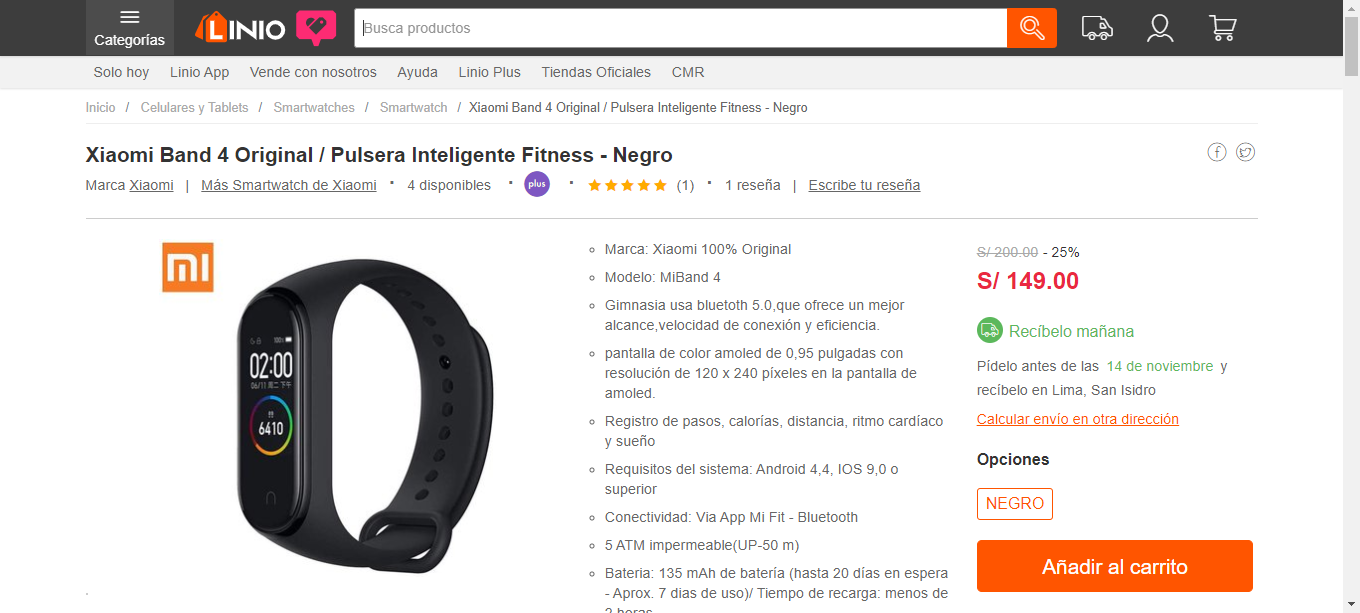 Categorías
LINIO
Busca productos
Solo hoy Linio App Vende con nosotros Ayuda Linio Plus Tiendas Oficiales CMR
Inicio / Celulares y Tablets / Smartwatches / Smartwatch / Xiaomi Band 4 Original / Pulsera Inteligente Fitness - Negro
Xiaomi Band 4 Original / Pulsera Inteligente Fitness - Negro
Marca Xiaomi | Más Smartwatch de Xiaomi · 4 disponibles · plus · (1) · 1 reseña | Escribe tu reseña
mi
02:00
06/11 周二 下午
6410
Marca: Xiaomi 100% Original
Modelo: MiBand 4
Gimnasia usa bluetoth 5.0,que ofrece un mejor
alcance,velocidad de conexión y eficiencia.
pantalla de color amoled de 0,95 pulgadas con
resolución de 120 x 240 píxeles en la pantalla de
amoled.
Registro de pasos, calorías, distancia, ritmo cardíaco
y sueño
Requisitos del sistema: Android 4,4, IOS 9,0 o
superior
Conectividad: Via App Mi Fit - Bluetooth
5 ATM impermeable(UP-50 m)
Bateria: 135 mAh de batería (hasta 20 días en espera
- Aprox. 7 dias de uso)/ Tiempo de recarga: menos de
2 horas
S/ 200.00 - 25%
S/ 149.00
Recíbelo mañana
Pídelo antes de las 14 de noviembre y
recíbelo en Lima, San Isidro
Calcular envío en otra dirección
Opciones
NEGRO
Añadir al carrito